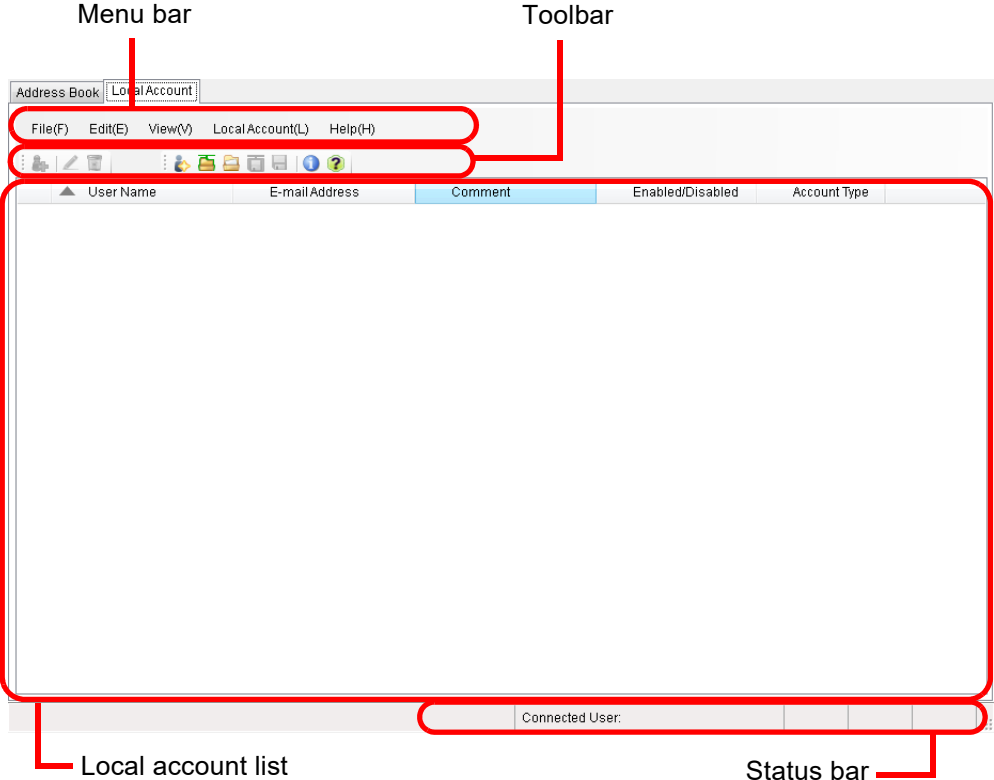 Menu bar
Toolbar
Address Book
Local Account
File(F) Edit(E) View(V) Local Account(L) Help(H)
User Name E-mail Address Comment Enabled/Disabled Account Type
Connected User:
Local account list
Status bar